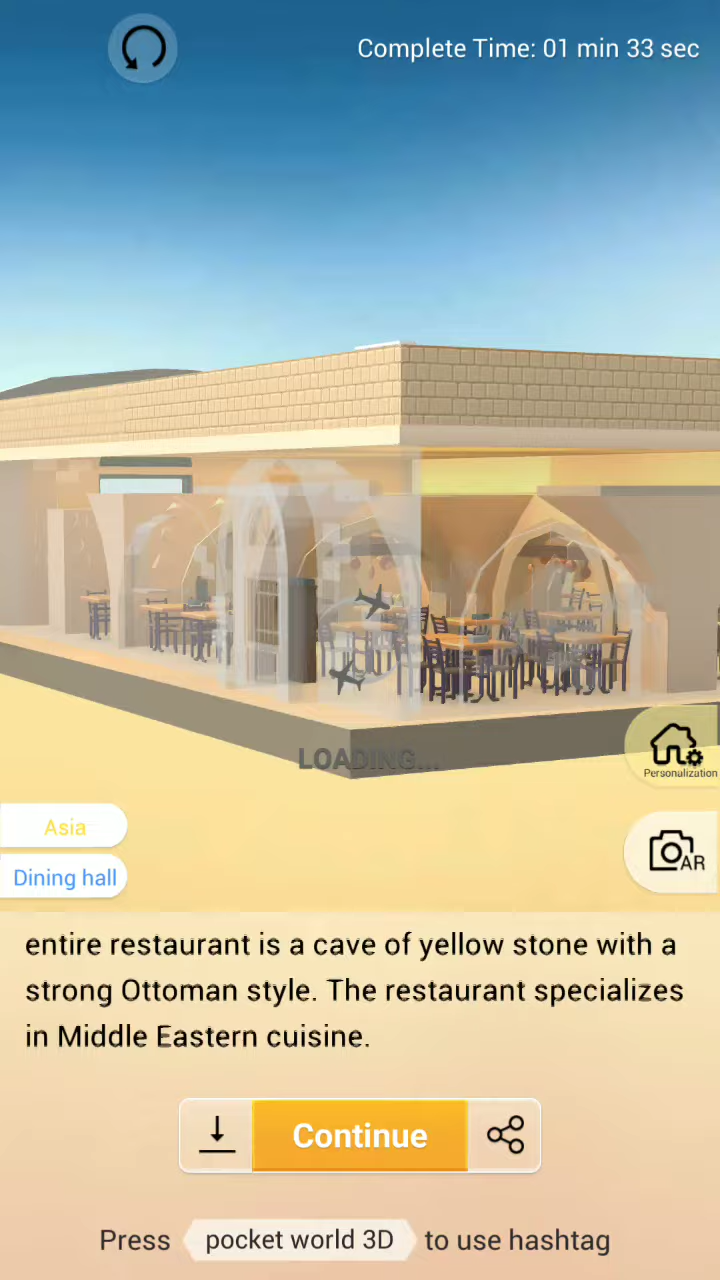 Complete Time: 01 min 33 sec
LOADING...
Personalization
Asia
AR
Dining hall
entire restaurant is a cave of yellow stone with a
strong Ottoman style. The restaurant specializes
in Middle Eastern cuisine.
Continue
Press pocket world 3D to use hashtag